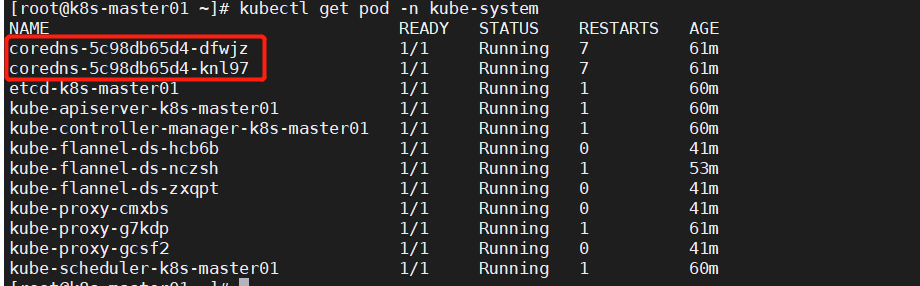 [root@k8s-master01 ~]# kubectl get pod -n kube-system
NAME READY STATUS RESTARTS AGE
coredns-5c98db65d4-dfwjz 1/1 Running 7 61m
coredns-5c98db65d4-knl97 1/1 Running 7 61m
etcd-k8s-master01 1/1 Running 1 60m
kube-apiserver-k8s-master01 1/1 Running 1 60m
kube-controller-manager-k8s-master01 1/1 Running 1 60m
kube-flannel-ds-hcb6b 1/1 Running 0 41m
kube-flannel-ds-nczsh 1/1 Running 1 53m
kube-flannel-ds-zxqpt 1/1 Running 0 41m
kube-proxy-cmxbs 1/1 Running 0 41m
kube-proxy-g7kdp 1/1 Running 1 61m
kube-proxy-gcsf2 1/1 Running 0 41m
kube-scheduler-k8s-master01 1/1 Running 1 60m
[root@k8s-master01 ~]#